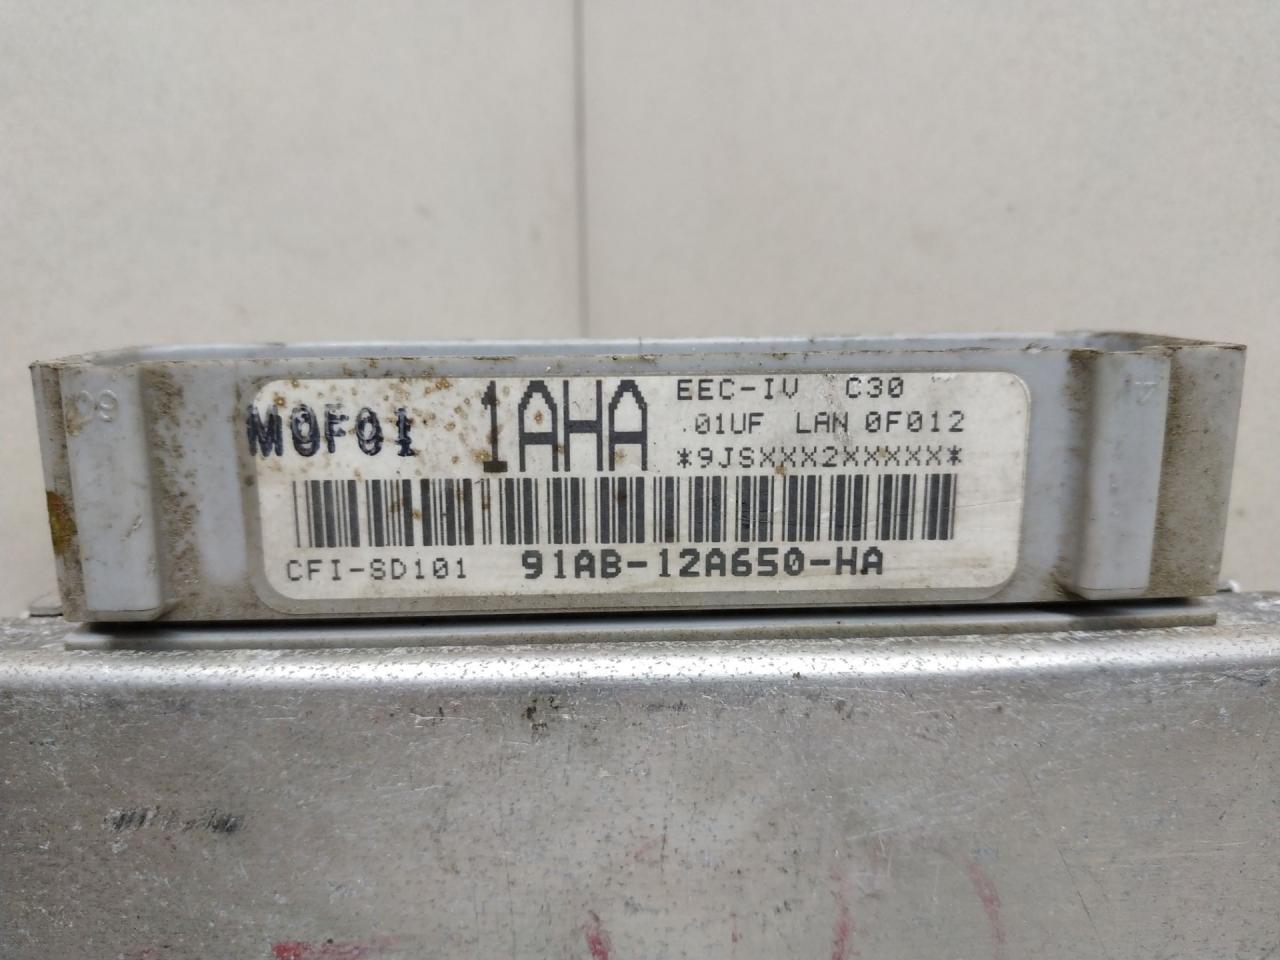 M0F01 1AHA EEC-IV C30
.01UF LAN 0F012
*9JSXXX2XXXXX*
CFI-SD101 91AB-12A650-HA